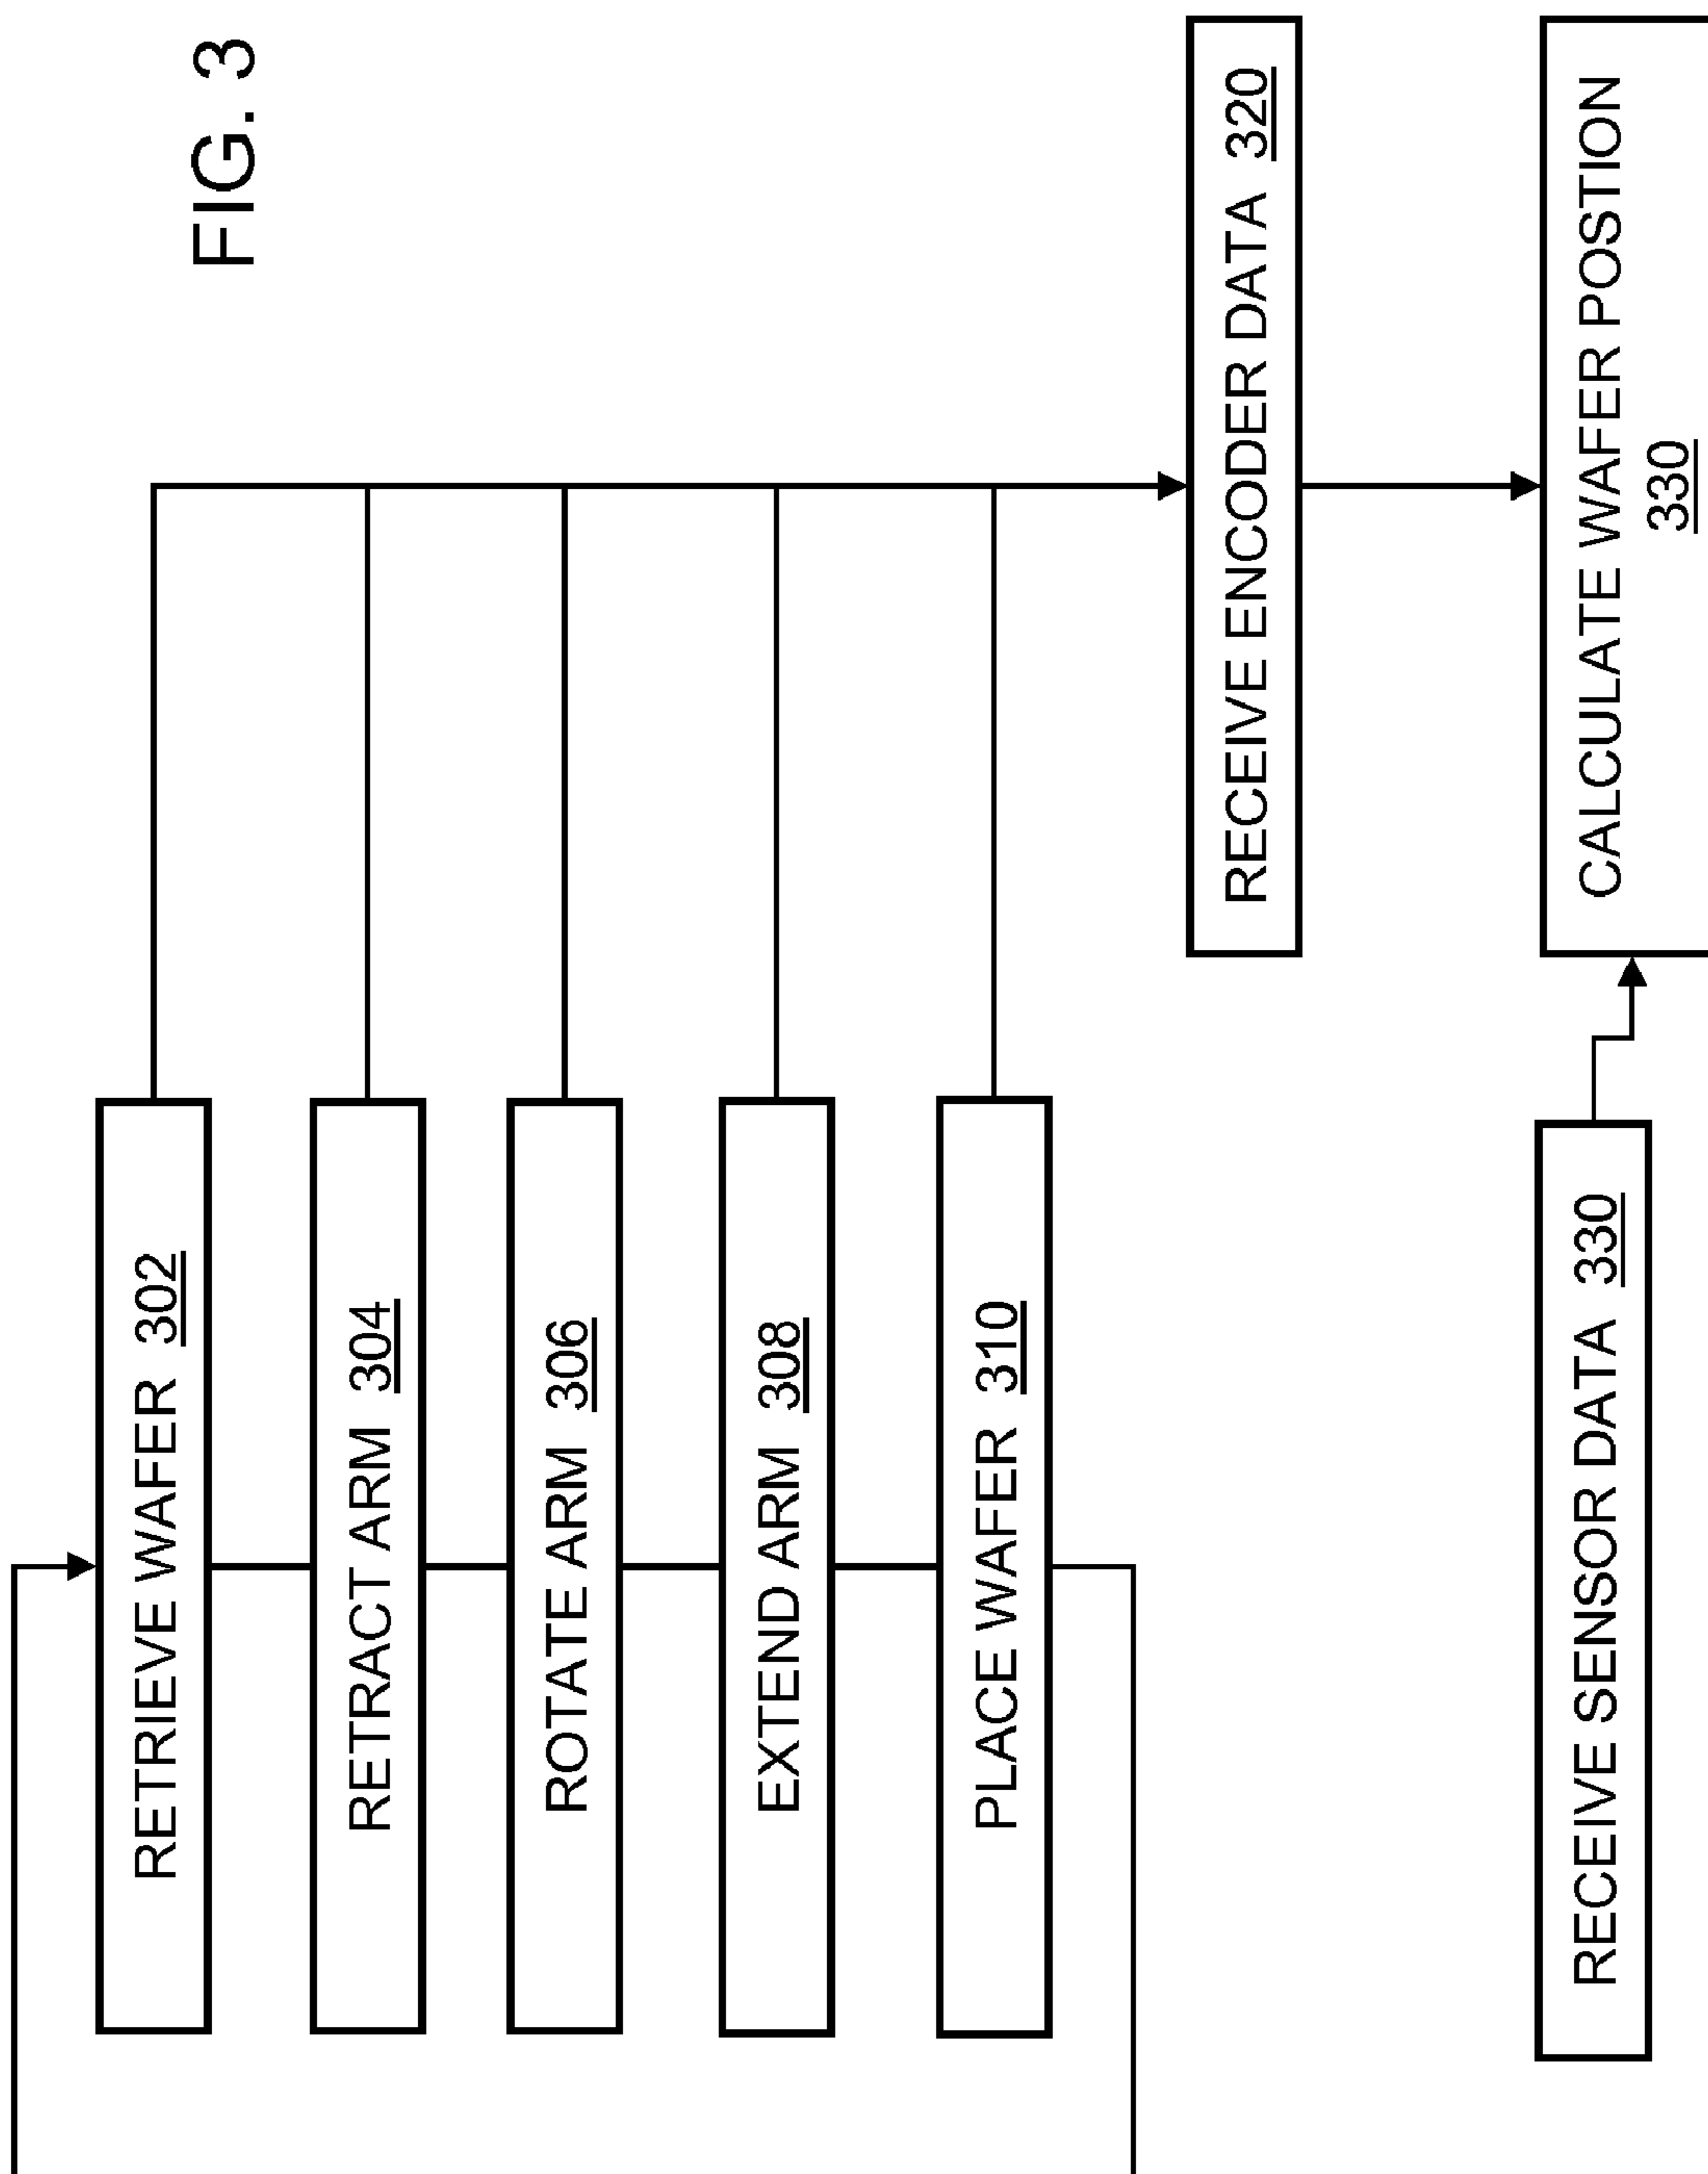 FIG. 3
RETRIEVE WAFER 302
RETRACT ARM 304
ROTATE ARM 306
EXTEND ARM 308
PLACE WAFER 310
RECEIVE ENCODER DATA 320
RECEIVE SENSOR DATA 330
CALCULATE WAFER POSTION
330